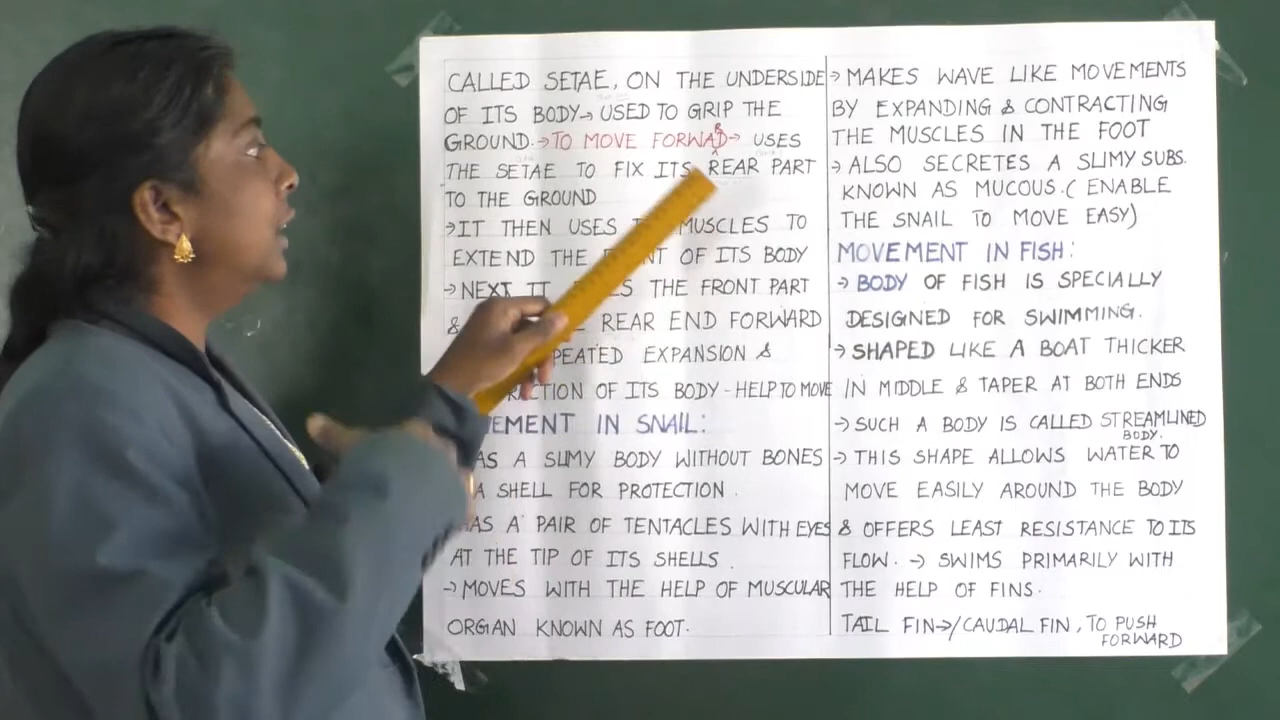 CALLED SETAE, ON THE UNDERSIDE
OF ITS BODY→ USED TO GRIP THE
GROUND.→TO MOVE FORWARD→ USES
THE SETAE TO FIX ITS REAR PART
TO THE GROUND
→IT THEN USES MUSCLES TO
EXTEND THE OF ITS BODY
→NEXT IT THE FRONT PART
& REAR END FORWARD
EXPANSION &
OF ITS BODY - HELP TO MOVE
IN SNAIL:
A SLIMY BODY WITHOUT BONES
A SHELL FOR PROTECTION.
HAS A PAIR OF TENTACLES WITH EYES
AT THE TIP OF ITS SHELLS.
→MOVES WITH THE HELP OF MUSCULAR
ORGAN KNOWN AS FOOT.
→ MAKES WAVE LIKE MOVEMENTS
BY EXPANDING & CONTRACTING
THE MUSCLES IN THE FOOT
→ ALSO SECRETES A SLIMY SUBS.
KNOWN AS MUCOUS.( ENABLE
THE SNAIL TO MOVE EASY)
MOVEMENT IN FISH:
→ BODY OF FISH IS SPECIALLY
DESIGNED FOR SWIMMING.
→ SHAPED LIKE A BOAT THICKER
IN MIDDLE & TAPER AT BOTH ENDS
→ SUCH A BODY IS CALLED STREAMLINED
BODY.
→ THIS SHAPE ALLOWS WATER TO
MOVE EASILY AROUND THE BODY
& OFFERS LEAST RESISTANCE TO ITS
FLOW. → SWIMS PRIMARILY WITH
THE HELP OF FINS.
TAIL FIN→/CAUDAL FIN, TO PUSH
FORWARD